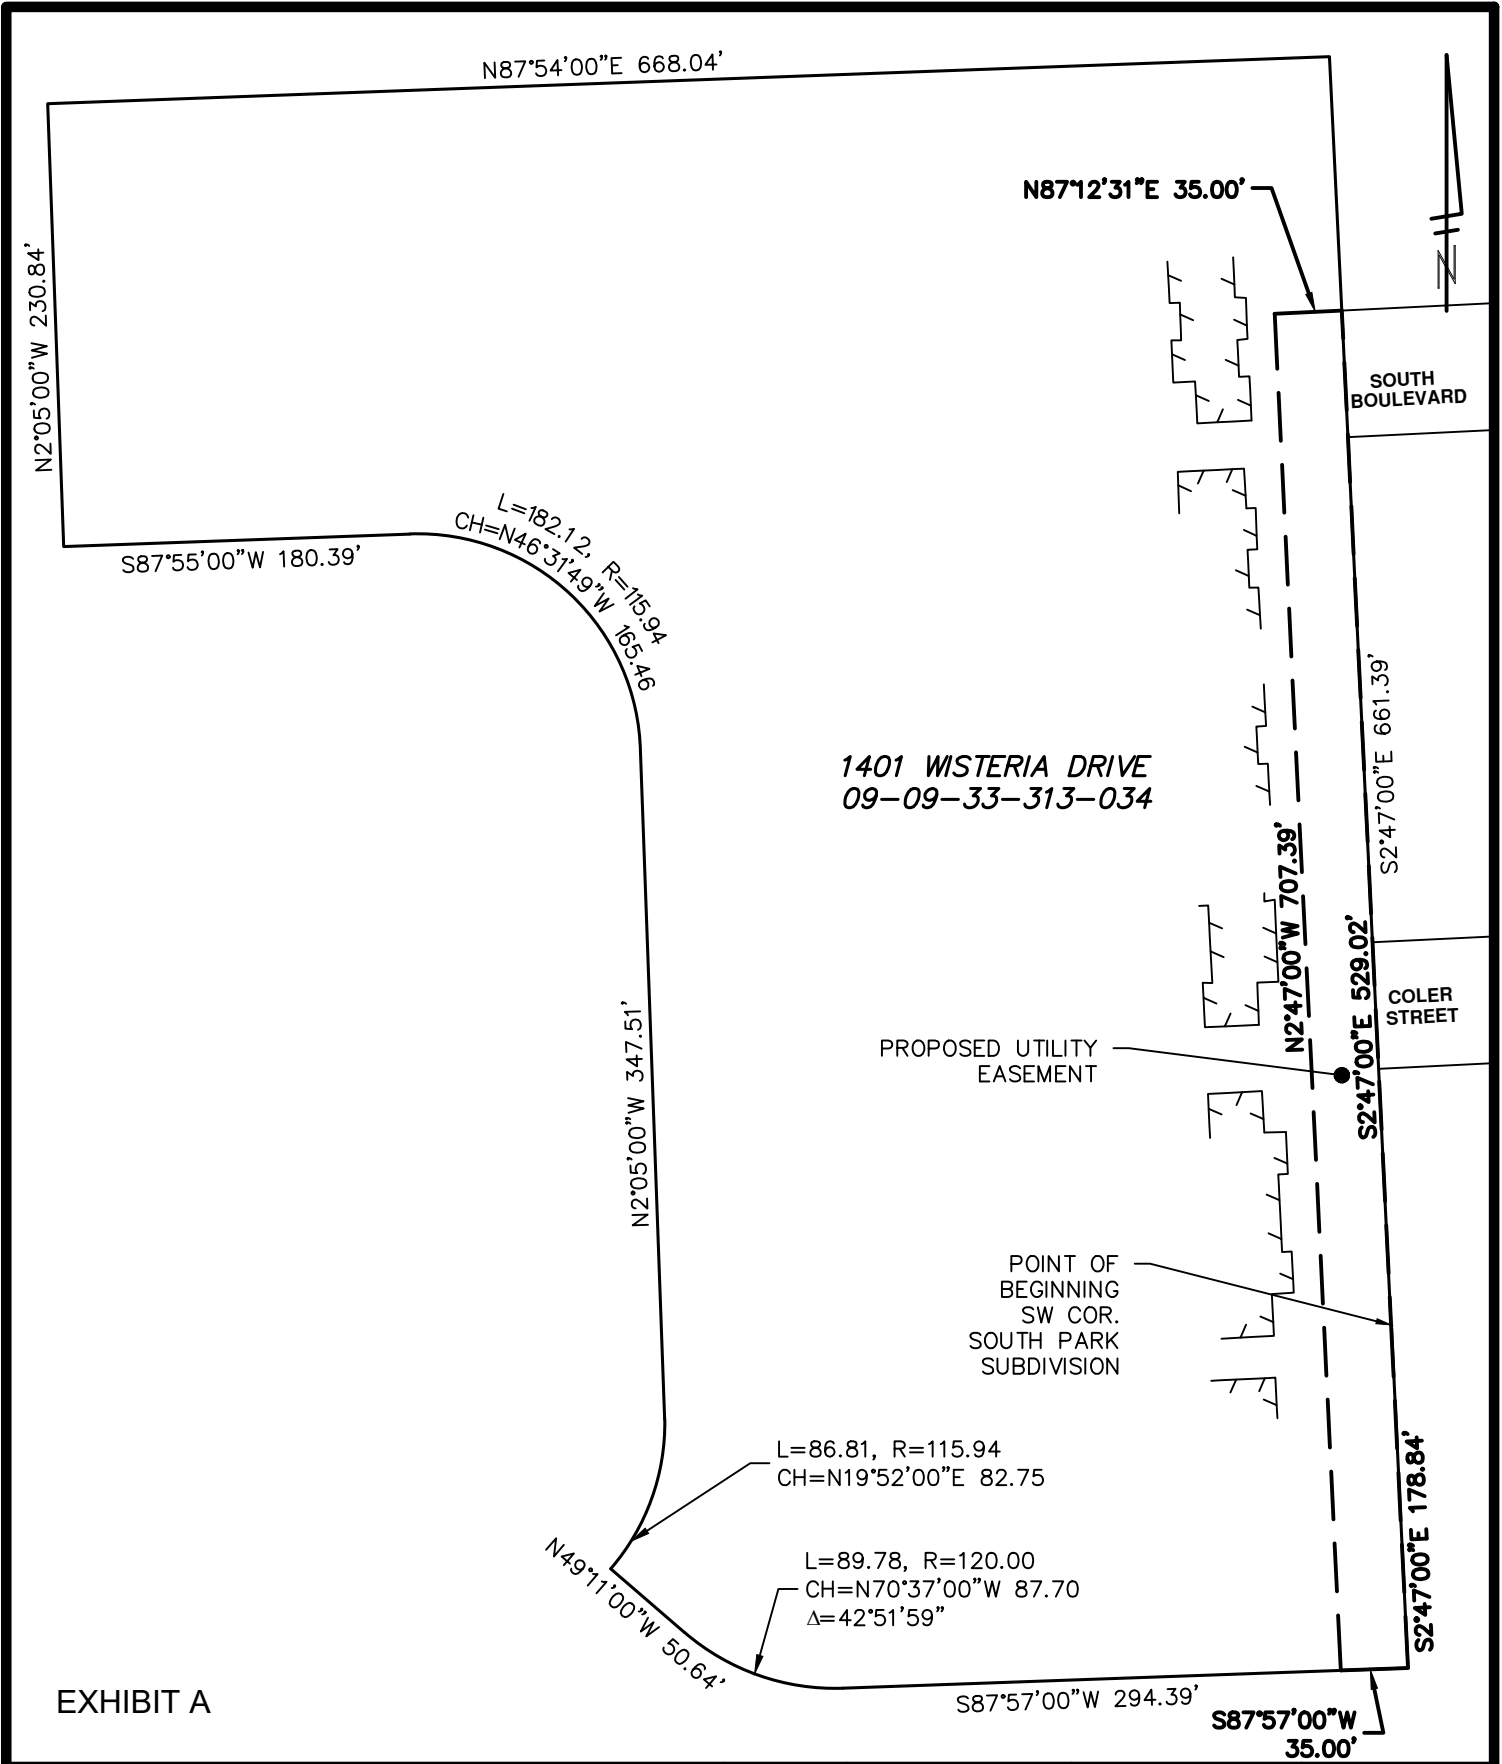 N87°54'00"E 668.04'
N87°12'31"E 35.00'
N
N2°05'00"W 230.84'
SOUTH
BOULEVARD
L=182.12, R=115.94
CH=N46°31'49"W 165.46
S87°55'00"W 180.39'
S2°47'00"E 661.39'
1401 WISTERIA DRIVE
09-09-33-313-034
N2°47'00"W 707.39'
S2°47'00"E 529.02'
COLER
STREET
N2°05'00"W 347.51'
PROPOSED UTILITY
EASEMENT
POINT OF
BEGINNING
SW COR.
SOUTH PARK
SUBDIVISION
L=86.81, R=115.94
CH=N19°52'00"E 82.75
S2°47'00"E 178.84'
L=89.78, R=120.00
CH=N70°37'00"W 87.70
Δ=42°51'59"
N49°11'00"W 50.64'
EXHIBIT A
S87°57'00"W 294.39'
S87°57'00"W
35.00'